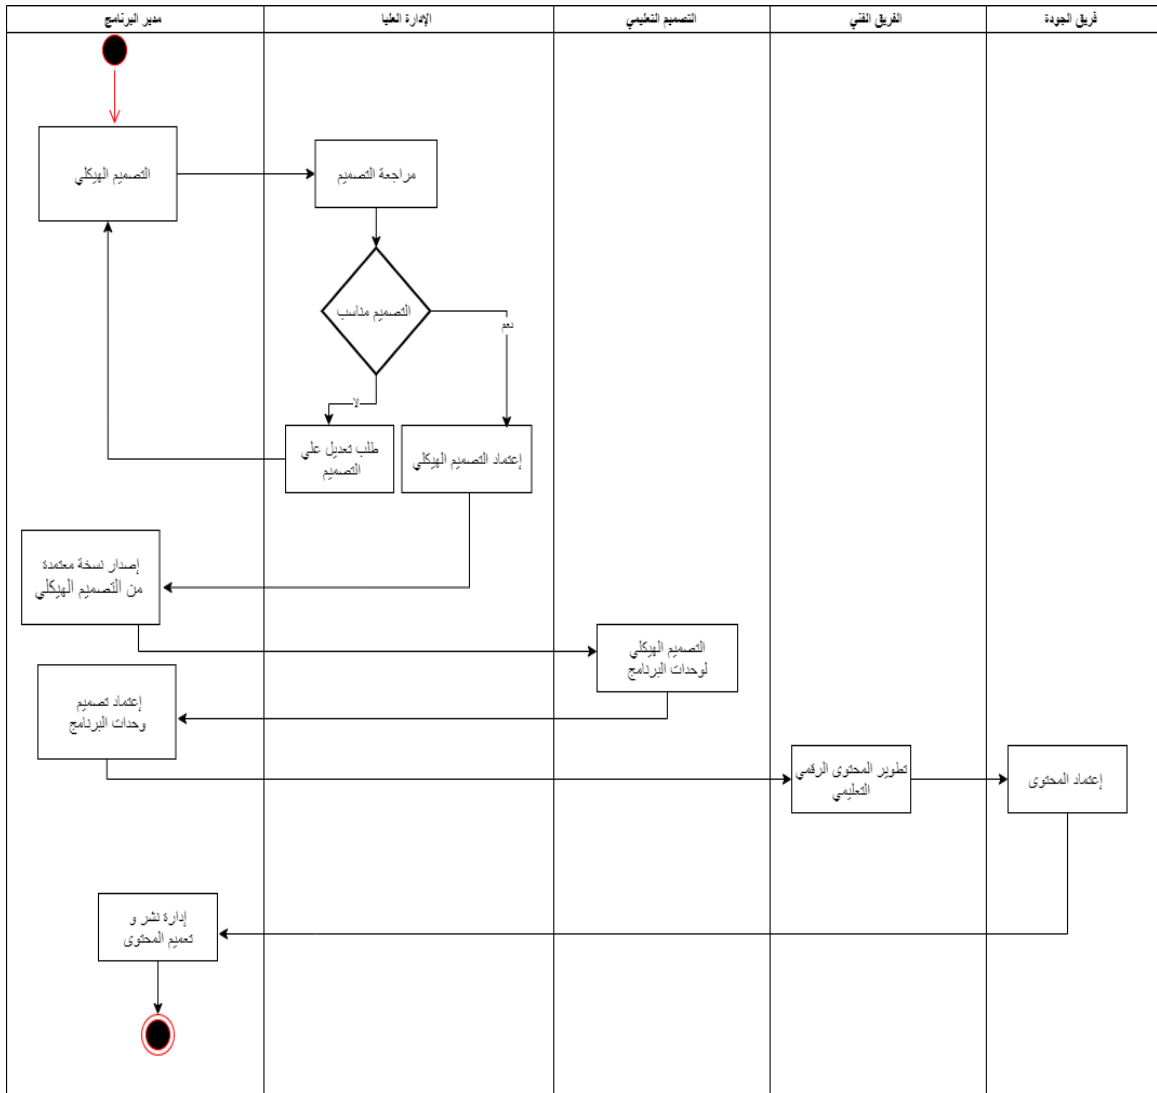 مدير البرنامج
الإدارة العليا
التصميم التعليمي
الفريق الفني
فريق الجودة
التصميم الهيكلي
مراجعة التصميم
التصميم مناسب
نعم
لا
طلب تعديل علي
التصميم
إعتماد التصميم الهيكلي
إصدار نسخة معتمدة
من التصميم الهيكلي
التصميم الهيكلي
لوحدات البرنامج
إعتماد تصميم
وحدات البرنامج
تطوير المحتوى الرقمي
التعليمي
إعتماد المحتوى
إدارة نشر و
تعميم المحتوى